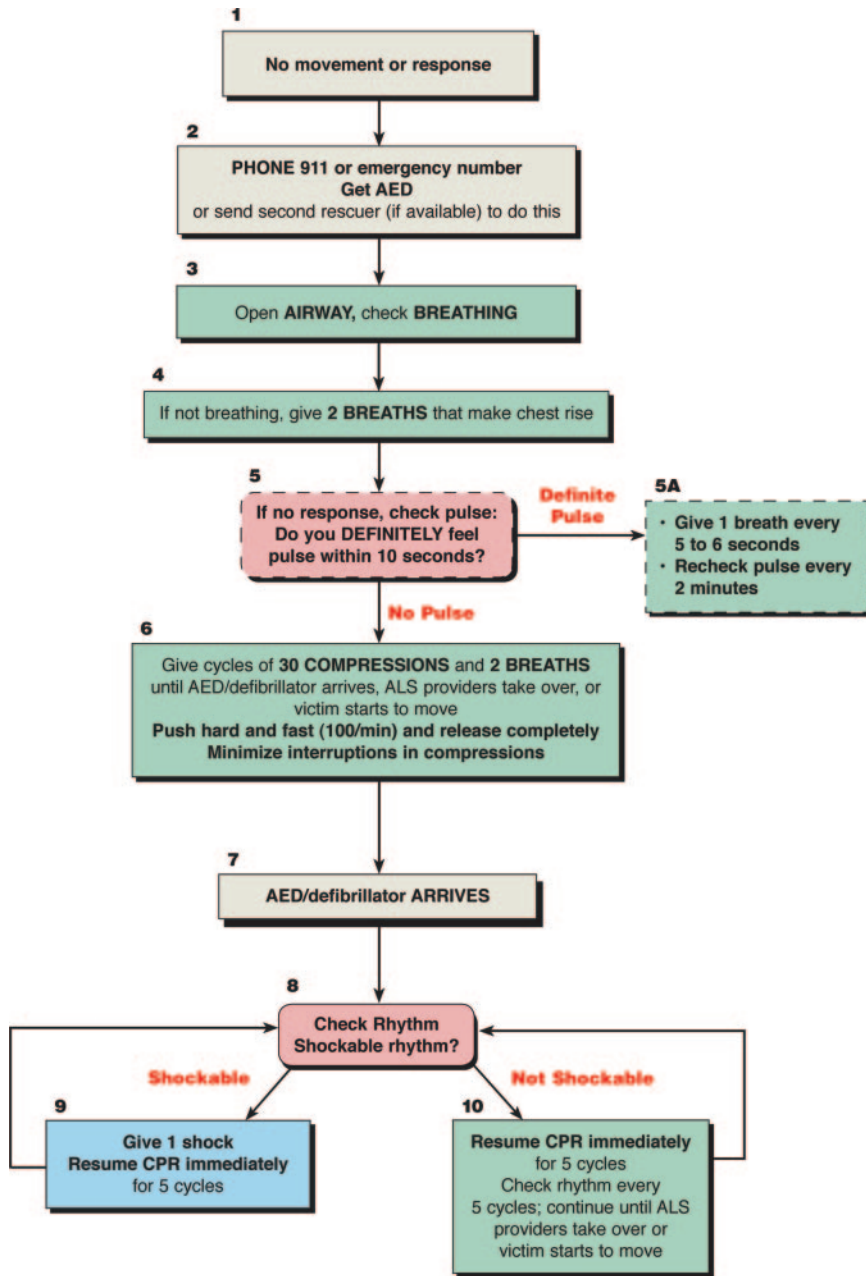 1
No movement or response
2
PHONE 911 or emergency number
Get AED
or send second rescuer (if available) to do this
3
Open AIRWAY, check BREATHING
4
If not breathing, give 2 BREATHS that make chest rise
5
If no response, check pulse:
Do you DEFINITELY feel
pulse within 10 seconds?
Definite
Pulse
5A
• Give 1 breath every
5 to 6 seconds
• Recheck pulse every
2 minutes
No Pulse
6
Give cycles of 30 COMPRESSIONS and 2 BREATHS
until AED/defibrillator arrives, ALS providers take over, or
victim starts to move
Push hard and fast (100/min) and release completely
Minimize interruptions in compressions
7
AED/defibrillator ARRIVES
8
Check Rhythm
Shockable rhythm?
Shockable
Not Shockable
9
Give 1 shock
Resume CPR immediately
for 5 cycles
10
Resume CPR immediately
for 5 cycles
Check rhythm every
5 cycles; continue until ALS
providers take over or
victim starts to move